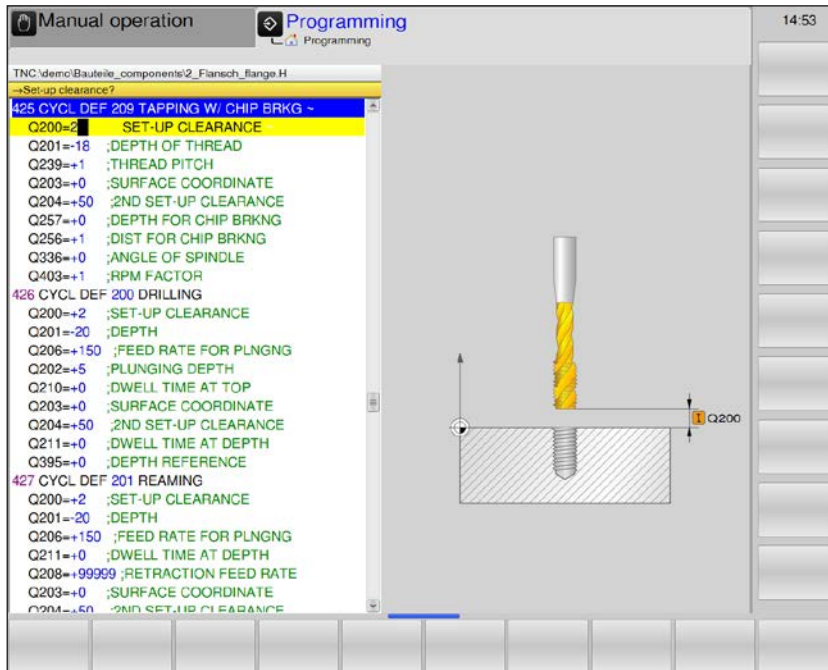 Manual operation
Programming
Programming
14:53
TNC:\demo\Bauteile_components\2_Flansch_flange.H
→Set-up clearance?
425 CYCL DEF 209 TAPPING W/ CHIP BRKG ~
Q200=2 SET-UP CLEARANCE ~
Q201=-18 ;DEPTH OF THREAD
Q239=+1 ;THREAD PITCH
Q203=+0 ;SURFACE COORDINATE
Q204=+50 ;2ND SET-UP CLEARANCE
Q257=+0 ;DEPTH FOR CHIP BRKNG
Q256=+1 ;DIST FOR CHIP BRKNG
Q336=+0 ;ANGLE OF SPINDLE
Q403=+1 ;RPM FACTOR
426 CYCL DEF 200 DRILLING
Q200=+2 ;SET-UP CLEARANCE
Q201=-20 ;DEPTH
Q206=+150 ;FEED RATE FOR PLNGNG
Q202=+5 ;PLUNGING DEPTH
Q210=+0 ;DWELL TIME AT TOP
Q203=+0 ;SURFACE COORDINATE
Q204=+50 ;2ND SET-UP CLEARANCE
Q211=+0 ;DWELL TIME AT DEPTH
Q395=+0 ;DEPTH REFERENCE
427 CYCL DEF 201 REAMING
Q200=+2 ;SET-UP CLEARANCE
Q201=-20 ;DEPTH
Q206=+150 ;FEED RATE FOR PLNGNG
Q211=+0 ;DWELL TIME AT DEPTH
Q208=+99999 ;RETRACTION FEED RATE
Q203=+0 ;SURFACE COORDINATE
Q204=+50 ;2ND SET-UP CLEARANCE
I Q200